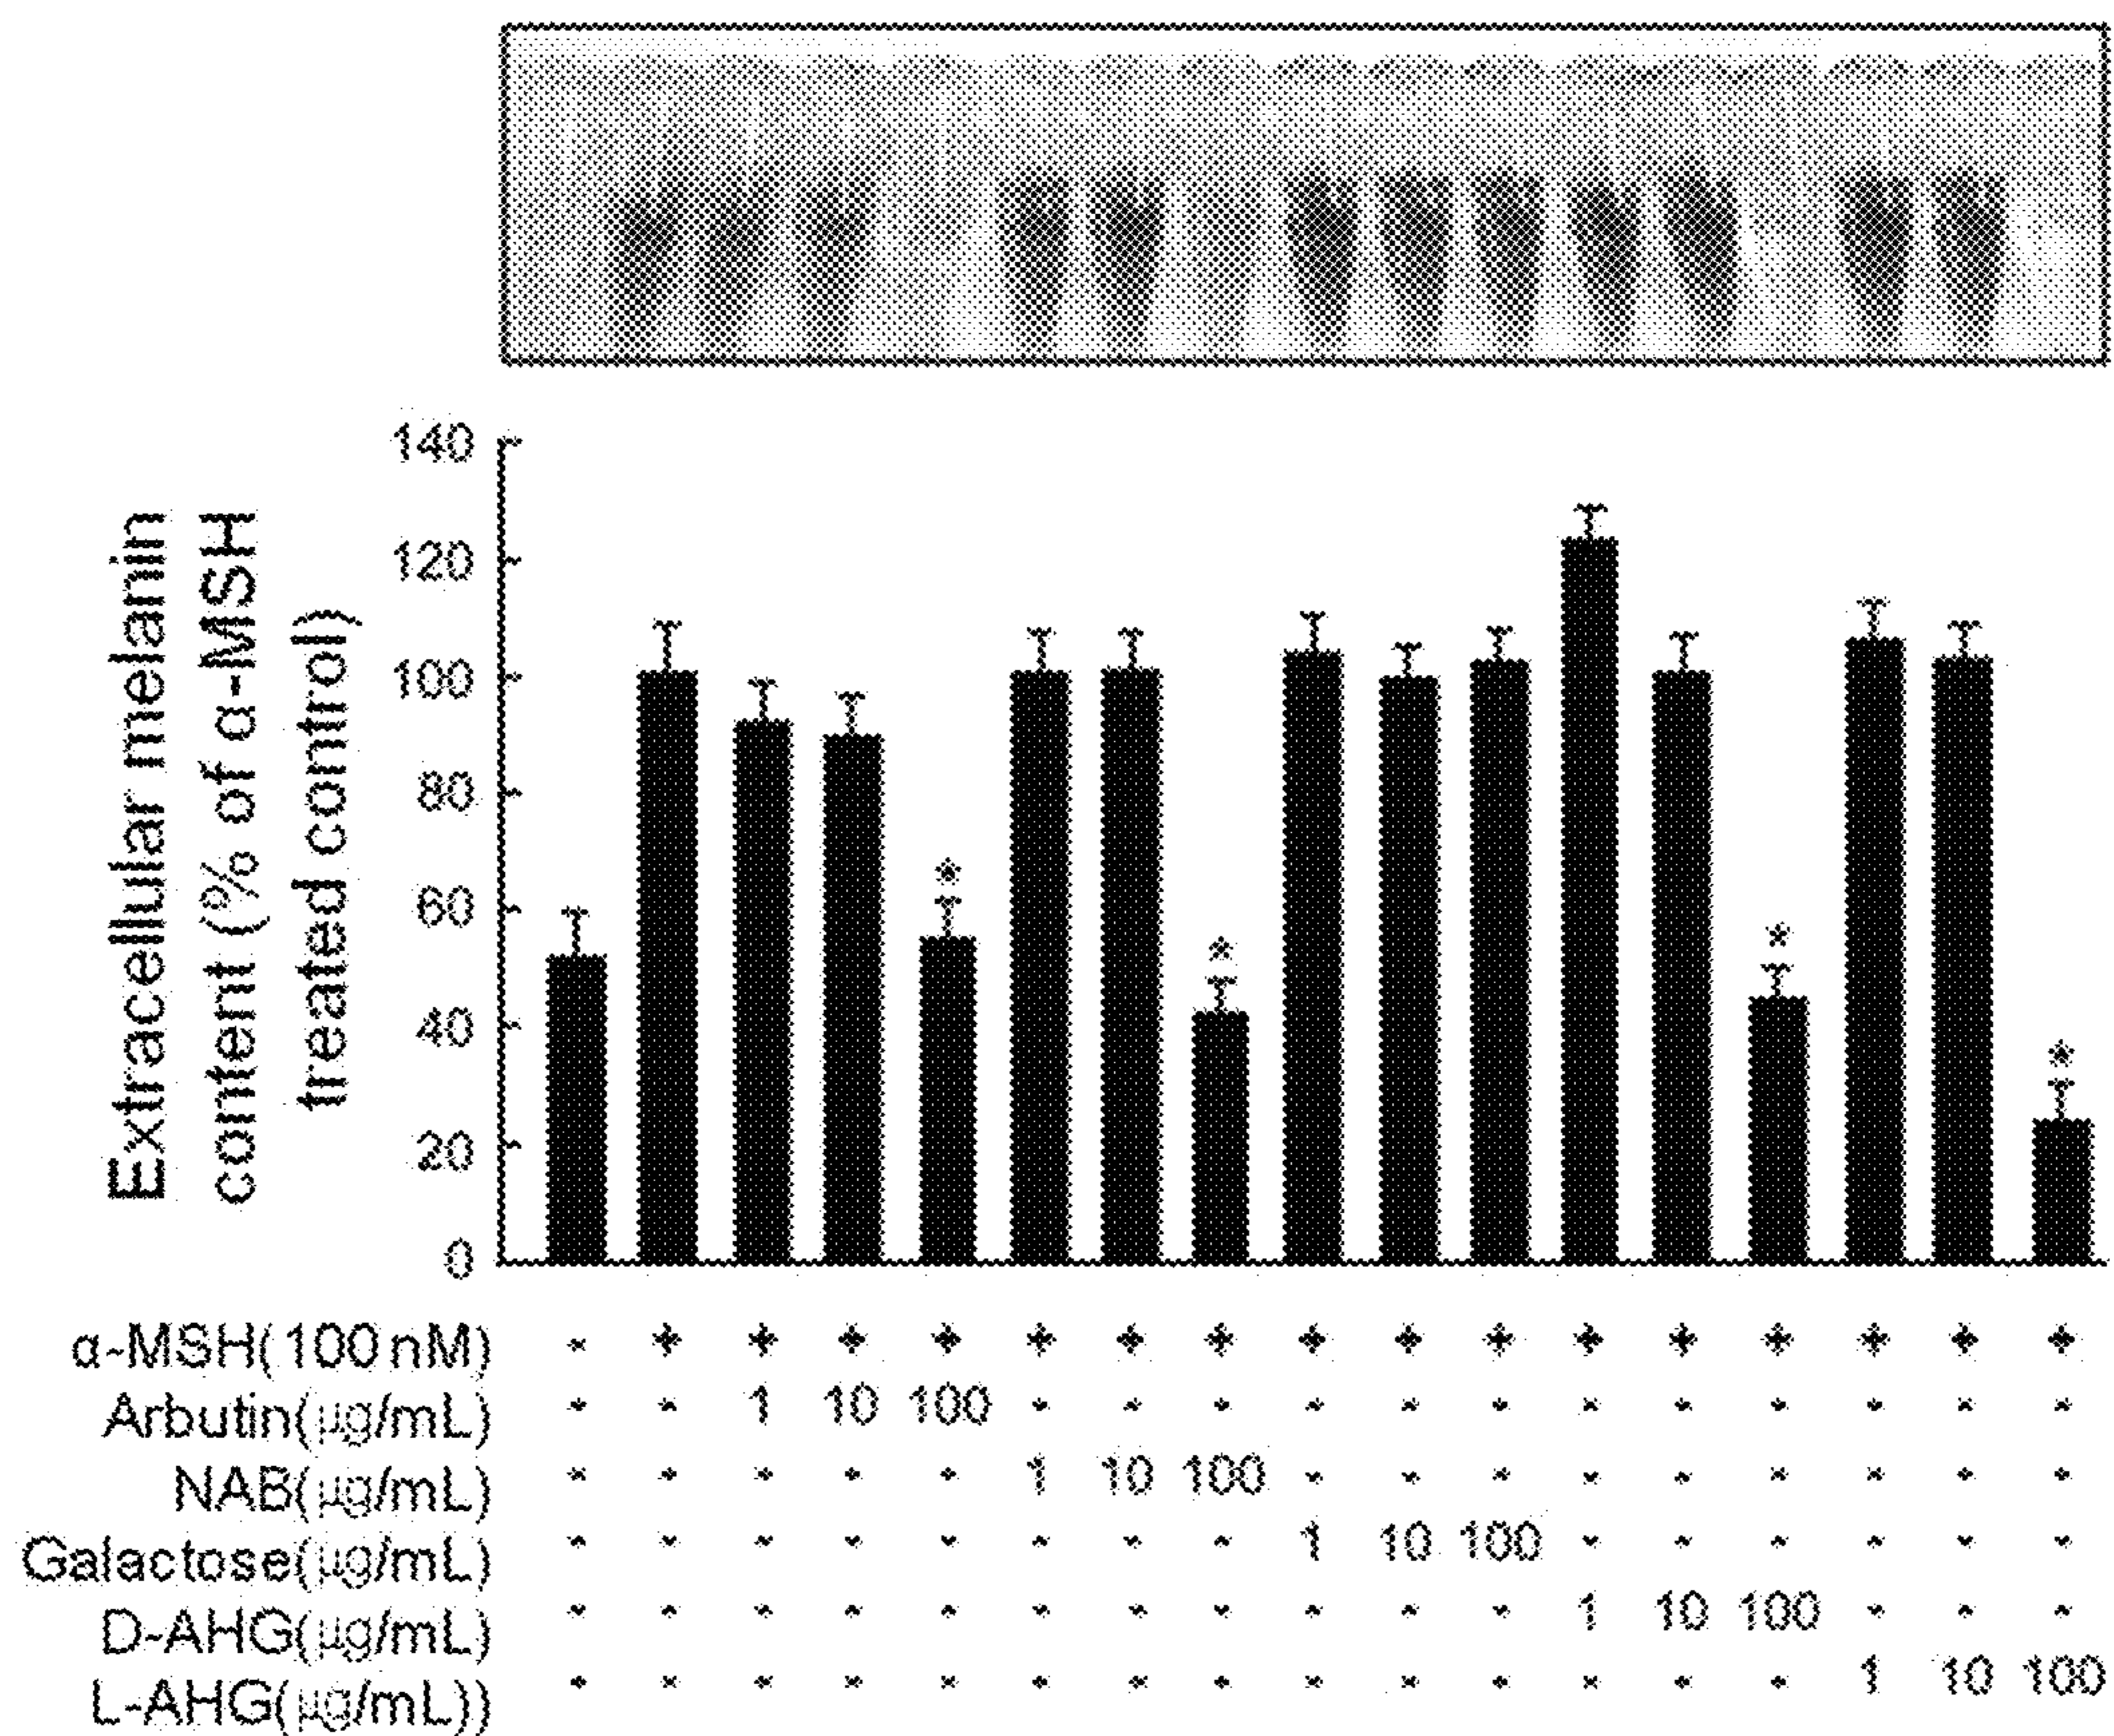 140
120
100
80
60
40
20
0
Extracellular melanin
content (% of α-MSH
treated control)
*
*
*
*
α-MSH(100 nM) - + + + + + + + + + + + + + + + +
Arbutin(μg/mL) - - 1 10 100 - - - - - - - - - - - -
NAB(μg/mL) - - - - - 1 10 100 - - - - - - - - -
Galactose(μg/mL) - - - - - - - - 1 10 100 - - - - - -
D-AHG(μg/mL) - - - - - - - - - - - 1 10 100 - - -
L-AHG(μg/mL)) - - - - - - - - - - - - - - 1 10 100